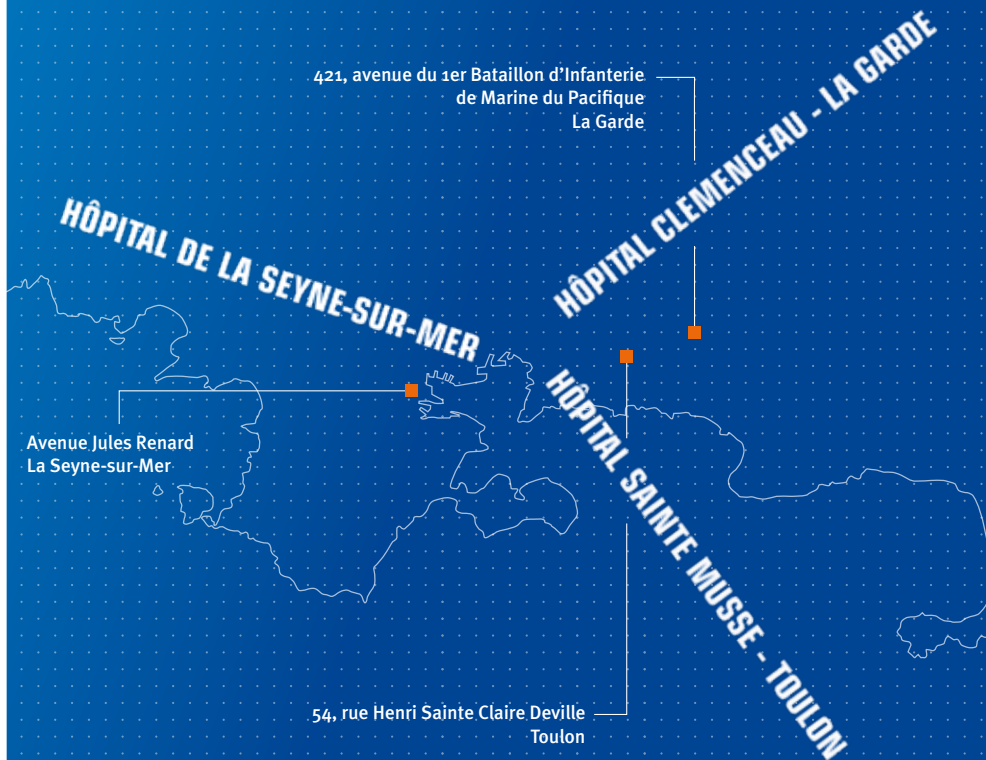 421, avenue du 1er Bataillon d'Infanterie
de Marine du Pacifique
La Garde
HÔPITAL CLEMENCEAU - LA GARDE
HÔPITAL DE LA SEYNE-SUR-MER
Avenue Jules Renard
La Seyne-sur-Mer
HÔPITAL SAINTE MUSSE - TOULON
54, rue Henri Sainte Claire Deville
Toulon